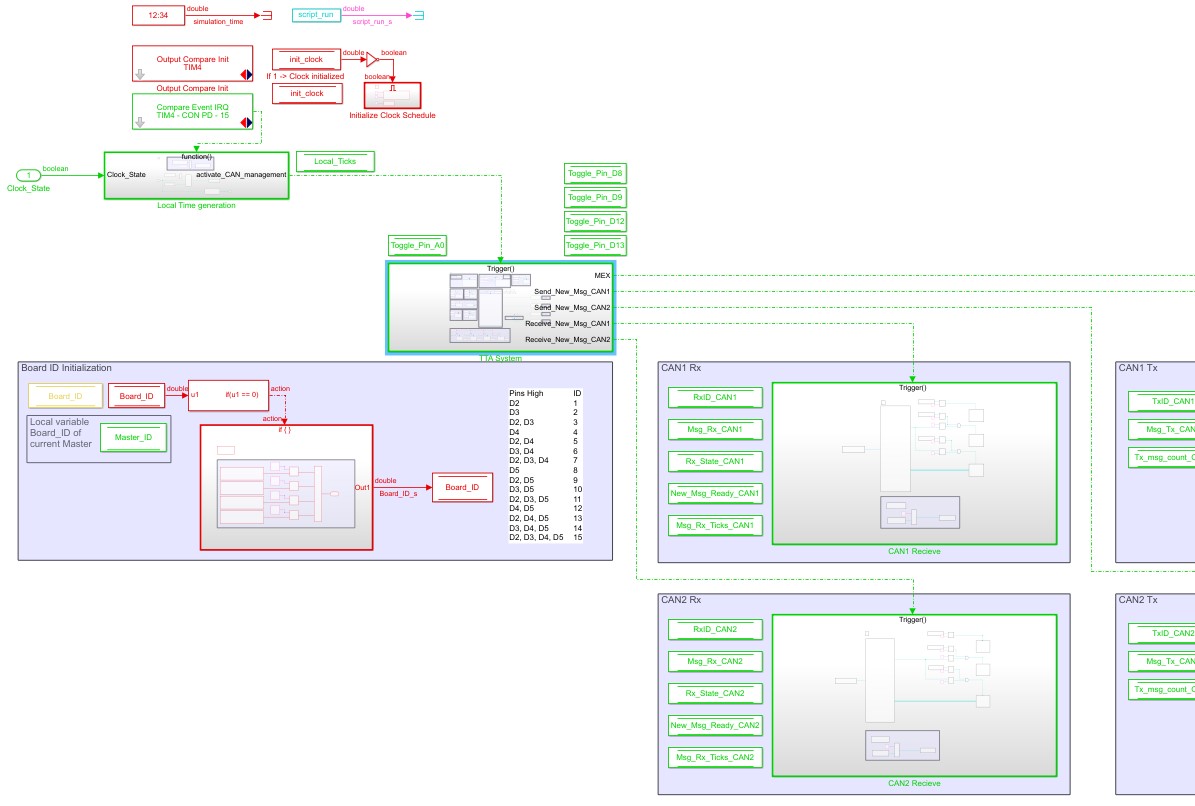 12:34
double
simulation_time
script_run
double
script_run_s
Output Compare Init
TIM4
Output Compare Init
init_clock
double
boolean
If 1 -> Clock initialized
boolean
init_clock
Initialize Clock Schedule
Compare Event IRQ
TIM4 - CON PD - 15
1
boolean
Clock_State
function()
Clock_State
activate_CAN_management
Local Time generation
Local_Ticks
Toggle_Pin_D8
Toggle_Pin_D9
Toggle_Pin_D12
Toggle_Pin_D13
Toggle_Pin_A0
Trigger()
MEX
Send_New_Msg_CAN1
Send_New_Msg_CAN2
Receive_New_Msg_CAN1
Receive_New_Msg_CAN2
TTA System
Board ID Initialization
Board_ID
Board_ID
double
u1
if(u1 == 0)
action
Local variable
Board_ID of
current Master
Master_ID
action
if { }
Out1
double
Board_ID_s
Board_ID
Pins High ID
D2 1
D3 2
D2, D3 3
D4 4
D2, D4 5
D3, D4 6
D2, D3, D4 7
D5 8
D2, D5 9
D3, D5 10
D2, D3, D5 11
D4, D5 12
D2, D4, D5 13
D3, D4, D5 14
D2, D3, D4, D5 15
CAN1 Rx
RxID_CAN1
Msg_Rx_CAN1
Rx_State_CAN1
New_Msg_Ready_CAN1
Msg_Rx_Ticks_CAN1
Trigger()
CAN1 Recieve
CAN1 Tx
TxID_CAN1
Msg_Tx_CAN
Tx_msg_count_C
CAN2 Rx
RxID_CAN2
Msg_Rx_CAN2
Rx_State_CAN2
New_Msg_Ready_CAN2
Msg_Rx_Ticks_CAN2
Trigger()
CAN2 Recieve
CAN2 Tx
TxID_CAN2
Msg_Tx_CAN
Tx_msg_count_C